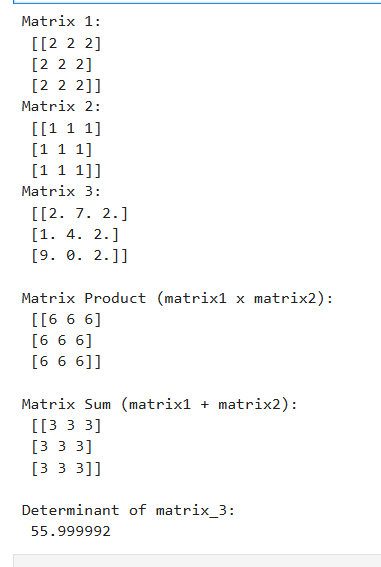 Matrix 1:
[[2 2 2]
[2 2 2]
[2 2 2]]
Matrix 2:
[[1 1 1]
[1 1 1]
[1 1 1]]
Matrix 3:
[[2. 7. 2.]
[1. 4. 2.]
[9. 0. 2.]]
Matrix Product (matrix1 x matrix2):
[[6 6 6]
[6 6 6]
[6 6 6]]
Matrix Sum (matrix1 + matrix2):
[[3 3 3]
[3 3 3]
[3 3 3]]
Determinant of matrix_3:
55.999992